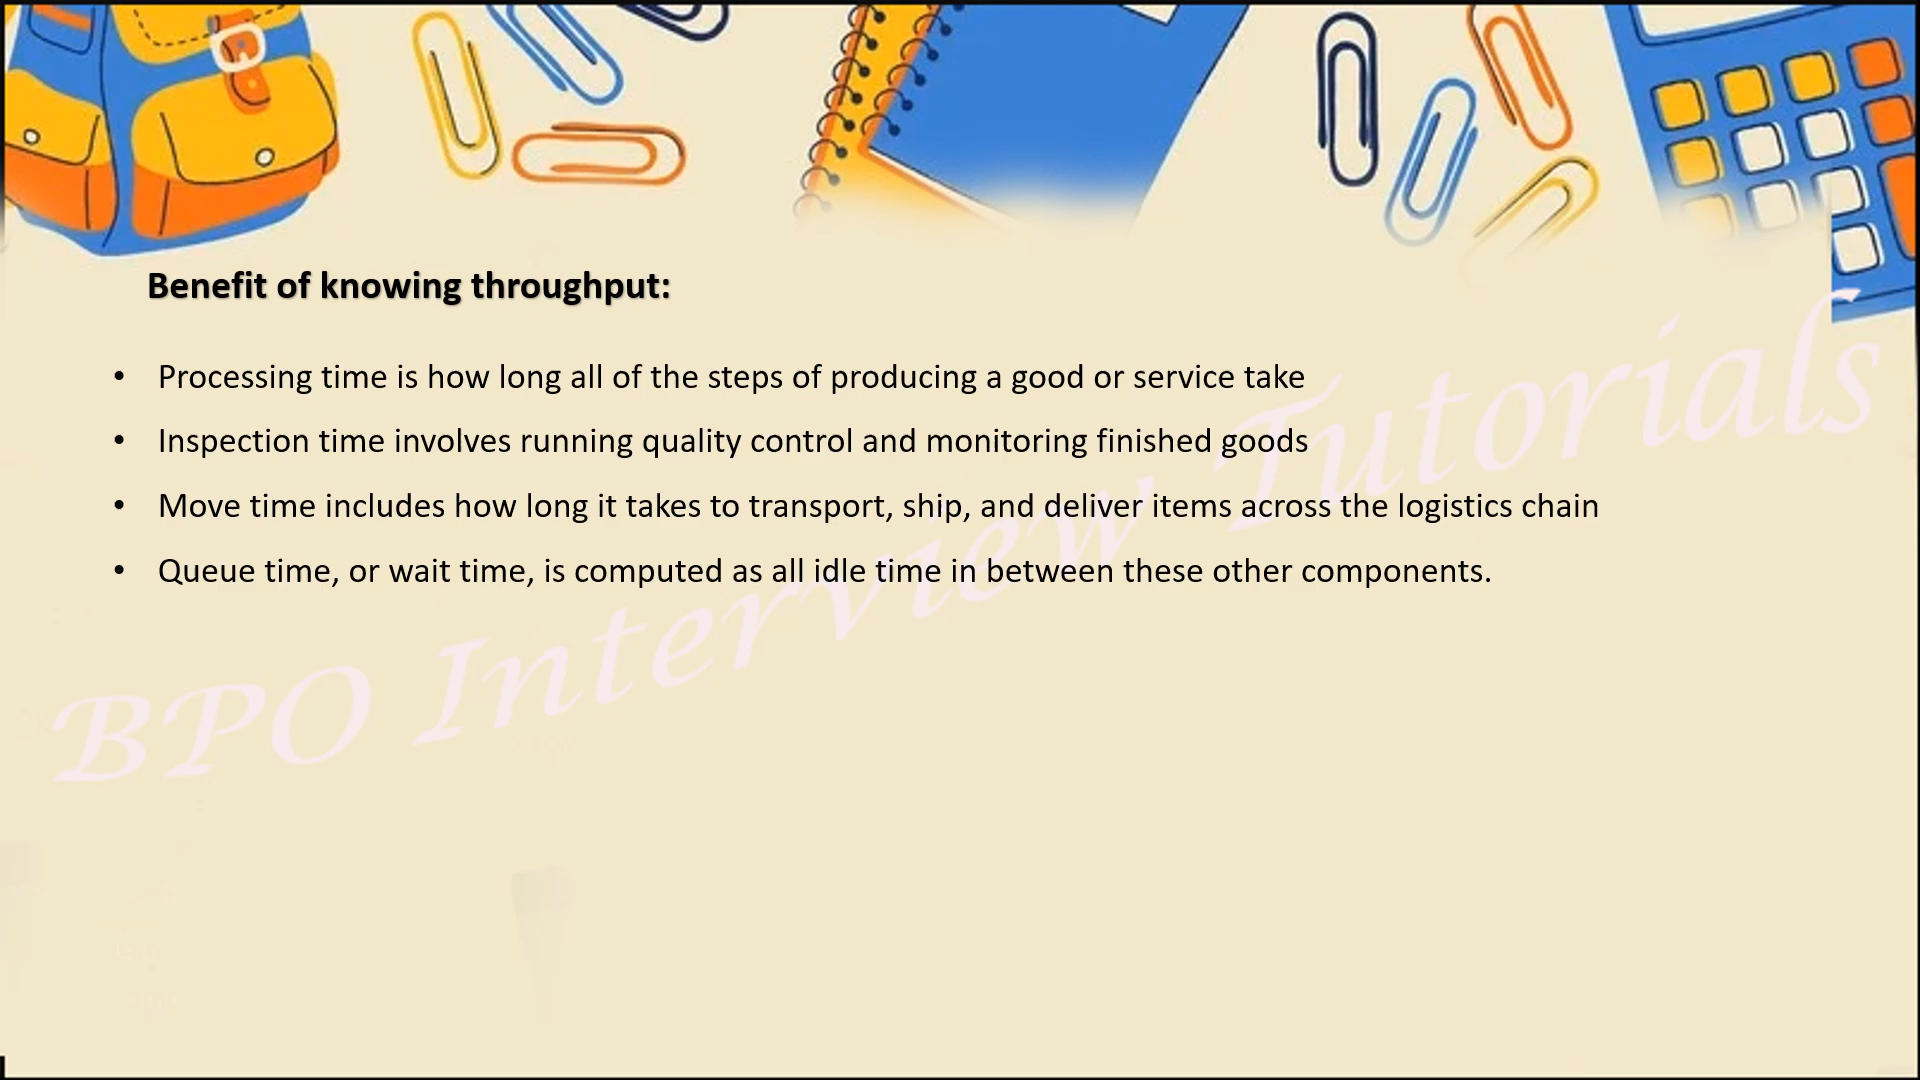 Benefit of knowing throughput:
• Processing time is how long all of the steps of producing a good or service take
• Inspection time involves running quality control and monitoring finished goods
• Move time includes how long it takes to transport, ship, and deliver items across the logistics chain
• Queue time, or wait time, is computed as all idle time in between these other components.
BPO Interview Tutorials